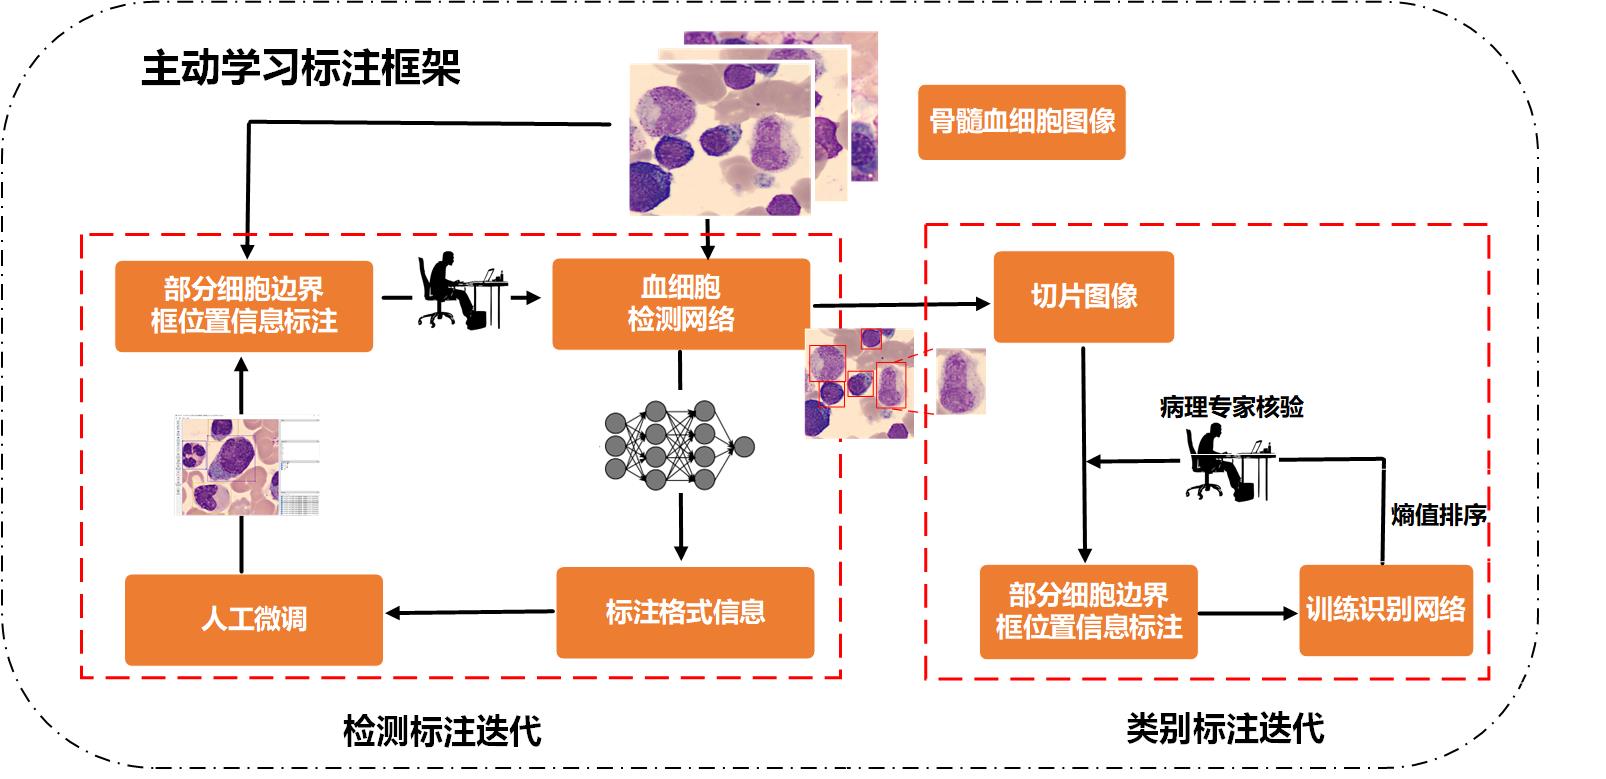 主动学习标注框架
骨髓血细胞图像
部分细胞边界
框位置信息标注
血细胞
检测网络
切片图像
病理专家核验
熵值排序
人工微调
标注格式信息
部分细胞边界
框位置信息标注
训练识别网络
检测标注迭代
类别标注迭代